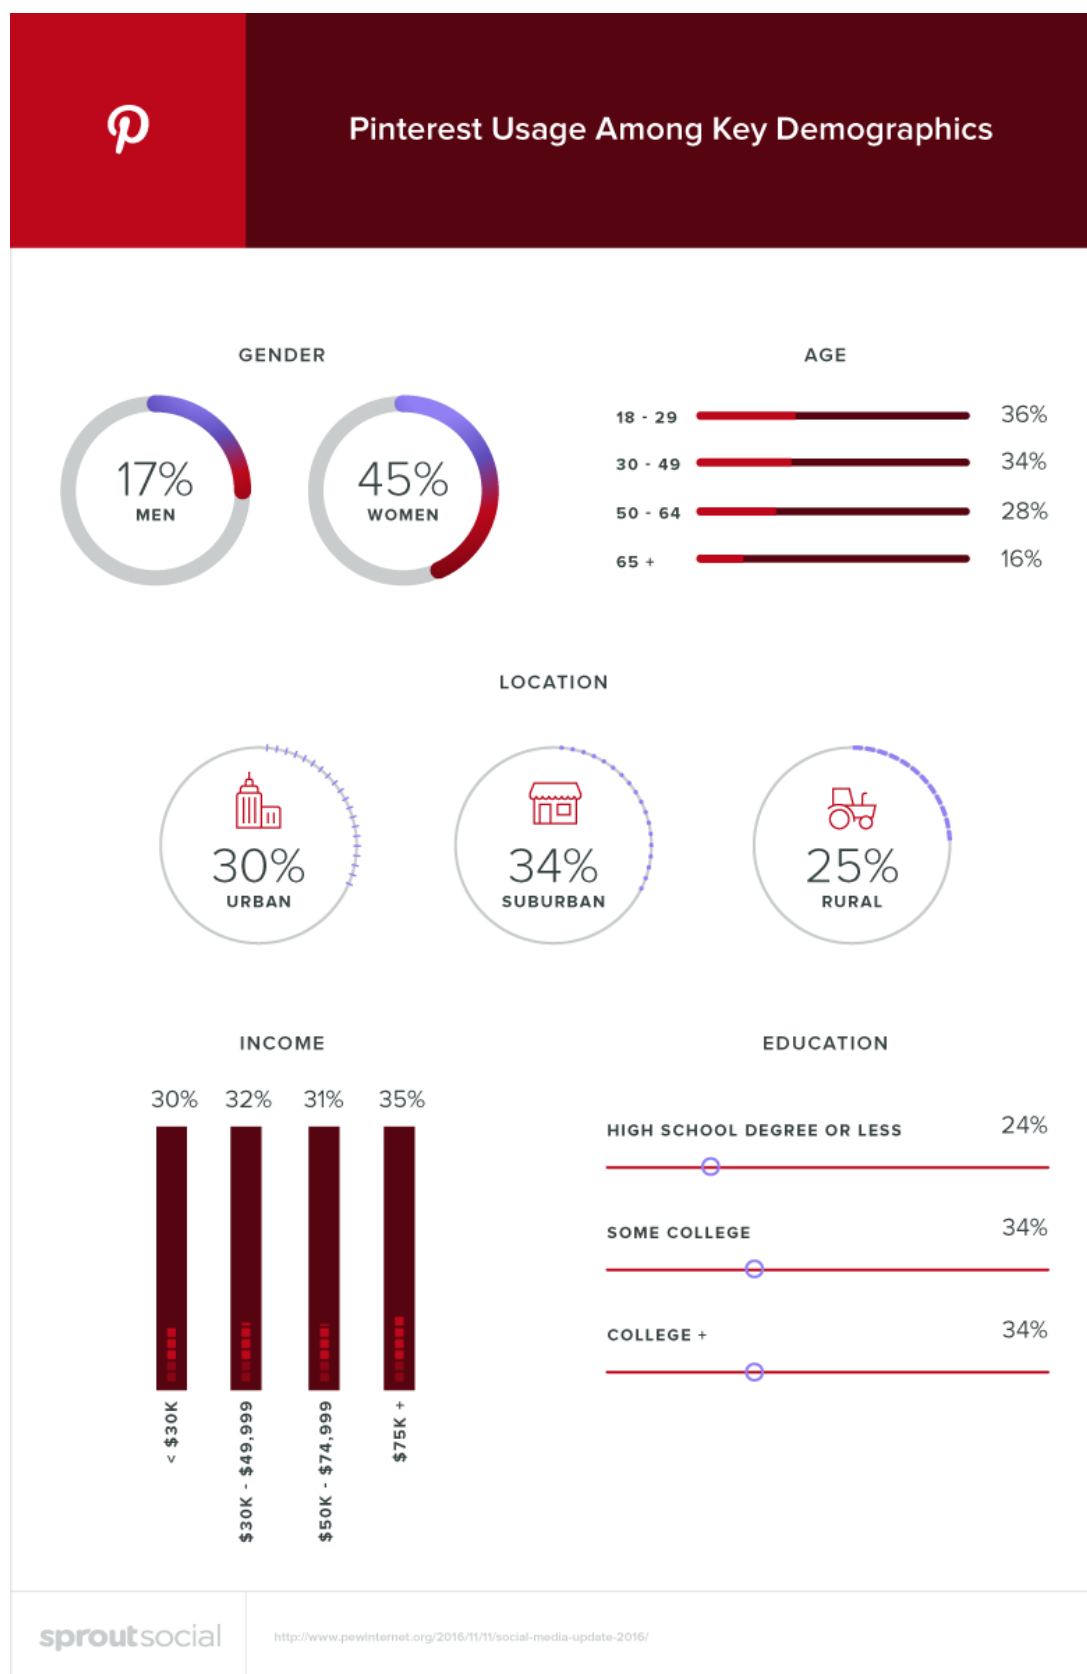 Pinterest Usage Among Key Demographics
GENDER
17%
MEN
45%
WOMEN
AGE
18 - 29 36%
30 - 49 34%
50 - 64 28%
65 + 16%
LOCATION
30%
URBAN
34%
SUBURBAN
25%
RURAL
INCOME
30% 32% 31% 35%
< $30K
$30K - $49,999
$50K - $74,999
$75K +
EDUCATION
HIGH SCHOOL DEGREE OR LESS 24%
SOME COLLEGE 34%
COLLEGE + 34%
sproutsocial
http://www.pewinternet.org/2016/11/11/social-media-update-2016/